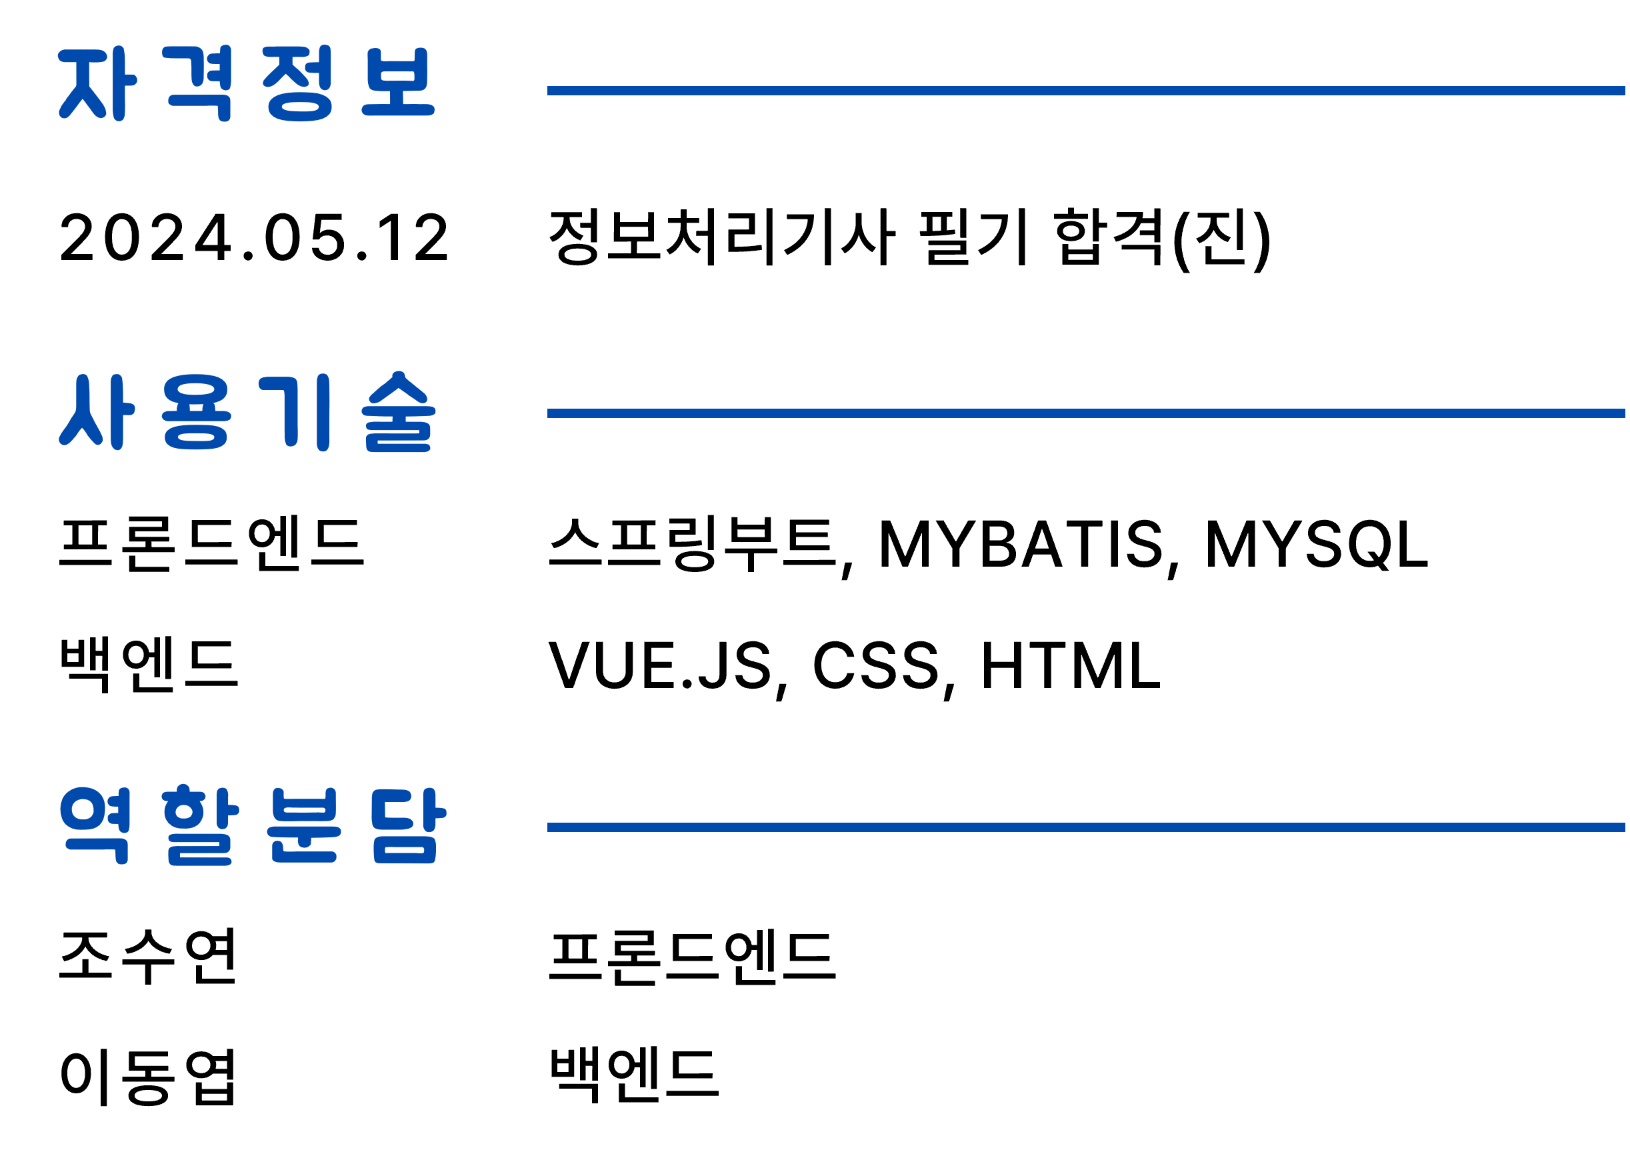 자격정보
2024.05.12 정보처리기사 필기 합격(진)
사용기술
프론드엔드 스프링부트, MYBATIS, MYSQL
백엔드 VUE.JS, CSS, HTML
역할분담
조수연 프론드엔드
이동엽 백엔드